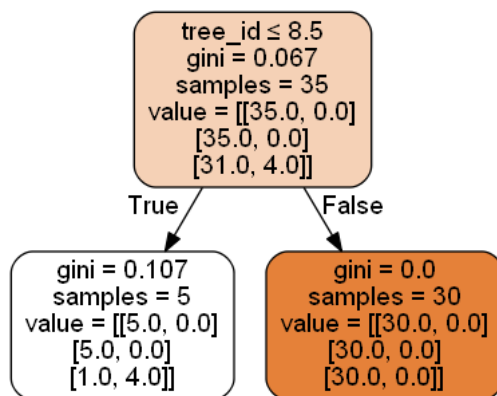 tree_id ≤ 8.5
gini = 0.067
samples = 35
value = [[35.0, 0.0]
[35.0, 0.0]
[31.0, 4.0]]
True
False
gini = 0.107
samples = 5
value = [[5.0, 0.0]
[5.0, 0.0]
[1.0, 4.0]]
gini = 0.0
samples = 30
value = [[30.0, 0.0]
[30.0, 0.0]
[30.0, 0.0]]